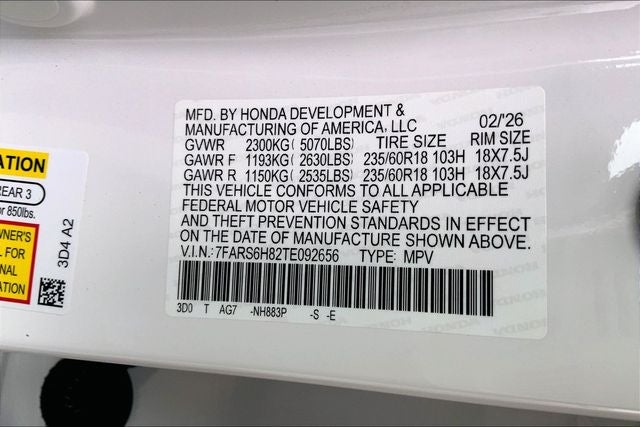 MFD. BY HONDA DEVELOPMENT &
MANUFACTURING OF AMERICA, LLC 02/'26
GVWR 2300KG (5070LBS) TIRE SIZE RIM SIZE
GAWR F 1193KG (2630LBS) 235/60R18 103H 18X7.5J
GAWR R 1150KG (2535LBS) 235/60R18 103H 18X7.5J
THIS VEHICLE CONFORMS TO ALL APPLICABLE
FEDERAL MOTOR VEHICLE SAFETY
AND THEFT PREVENTION STANDARDS IN EFFECT
ON THE DATE OF MANUFACTURE SHOWN ABOVE.
V.I.N.: 7FARS6H82TE092656 TYPE: MPV
3D0 T AG7 -NH883P -S -E
ATION
REAR 3
or 850lbs.
WNER'S
L FOR
NAL
ATION
3D4 A2